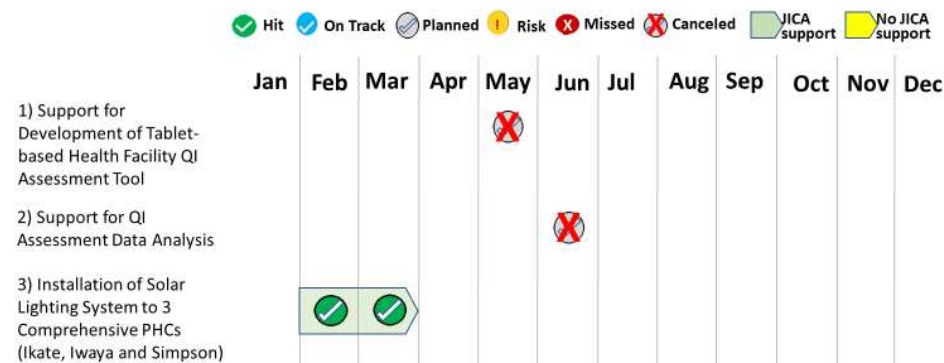 Hit On Track Planned Risk Missed Canceled JICA support No JICA support
Jan Feb Mar Apr May Jun Jul Aug Sep Oct Nov Dec
1) Support for
Development of Tablet-
based Health Facility QI
Assessment Tool
2) Support for QI
Assessment Data Analysis
3) Installation of Solar
Lighting System to 3
Comprehensive PHCs
(Ikate, Iwaya and Simpson)